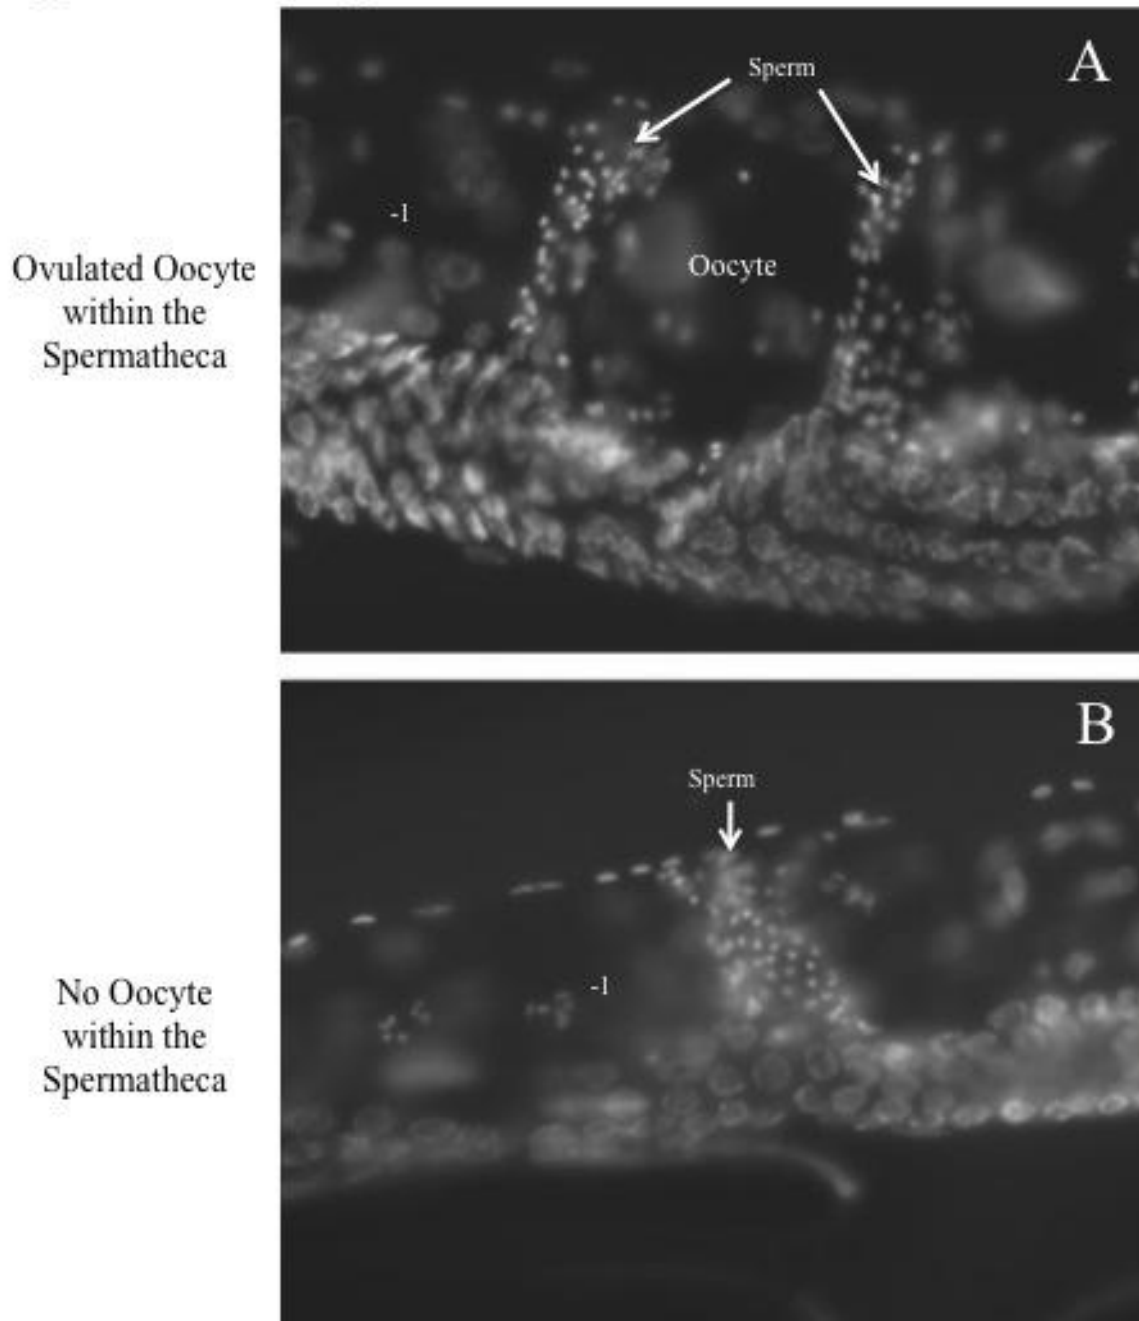 A
Sperm
-1
Oocyte
Ovulated Oocyte
within the
Spermatheca
B
Sperm
-1
No Oocyte
within the
Spermatheca